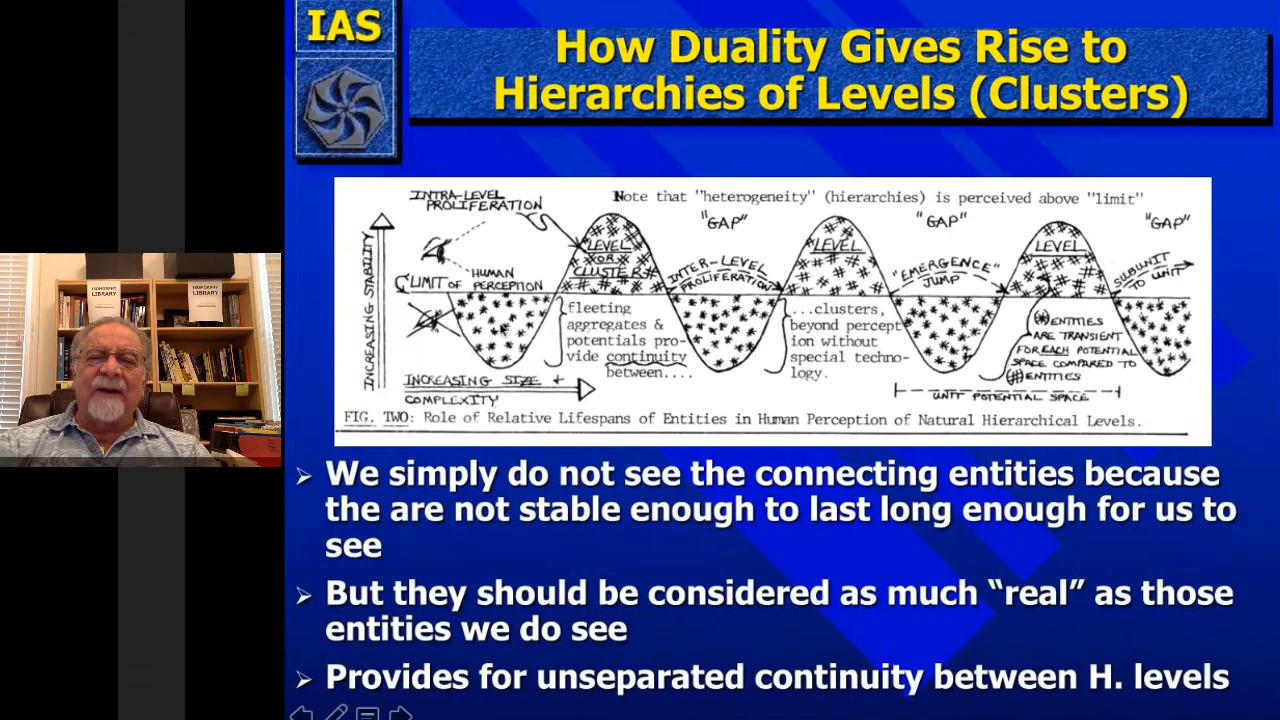 IAS
How Duality Gives Rise to
Hierarchies of Levels (Clusters)
INTRA-LEVEL
PROLIFERATION
Note that "heterogeneity" (hierarchies) is perceived above "limit"
"GAP"
"GAP"
"GAP"
INCREASING STABILITY
LEVEL
OR
CLUSTER
LEVEL
LEVEL
HUMAN
LIMIT OF PERCEPTION
INTER-LEVEL
PROLIFERATION
"EMERGENCE"
JUMP
SUBUNIT
TO UNIT
fleeting
aggregates &
potentials pro-
vide continuity
between....
...clusters,
beyond percept
ion without
special techno-
logy.
(*)ENTITIES
ARE TRANSIENT
FOR EACH POTENTIAL
SPACE COMPARED TO
(#)ENTITIES
INCREASING SIZE +
COMPLEXITY
UNIT POTENTIAL SPACE
FIG. TWO: Role of Relative Lifespans of Entities in Human Perception of Natural Hierarchical Levels.
ISOMORPHY
LIBRARY
ISOMORPHY
LIBRARY
➢ We simply do not see the connecting entities because
the are not stable enough to last long enough for us to
see
➢ But they should be considered as much “real” as those
entities we do see
➢ Provides for unseparated continuity between H. levels